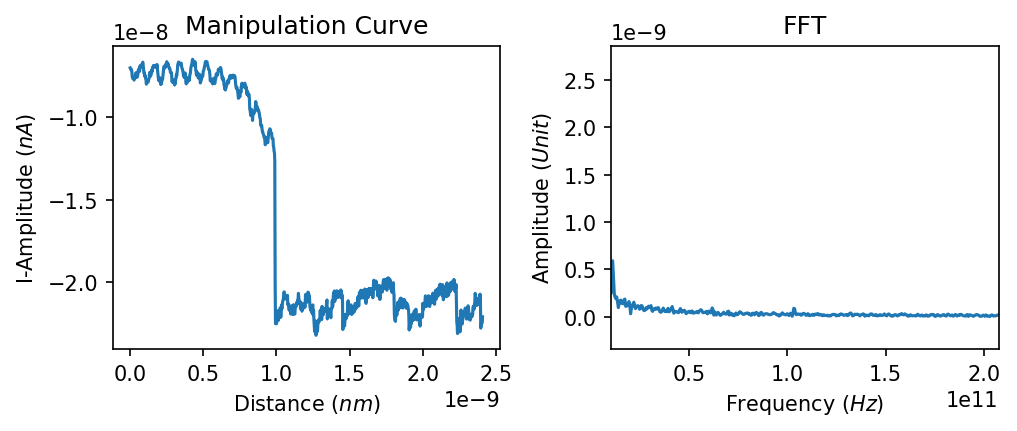 Manipulation Curve
1e−8
I-Amplitude (nA)
−1.0
−1.5
−2.0
0.0 0.5 1.0 1.5 2.0 2.5
1e−9
Distance (nm)
FFT
1e−9
Amplitude (Unit)
2.5
2.0
1.5
1.0
0.5
0.0
0.5 1.0 1.5 2.0
1e11
Frequency (Hz)